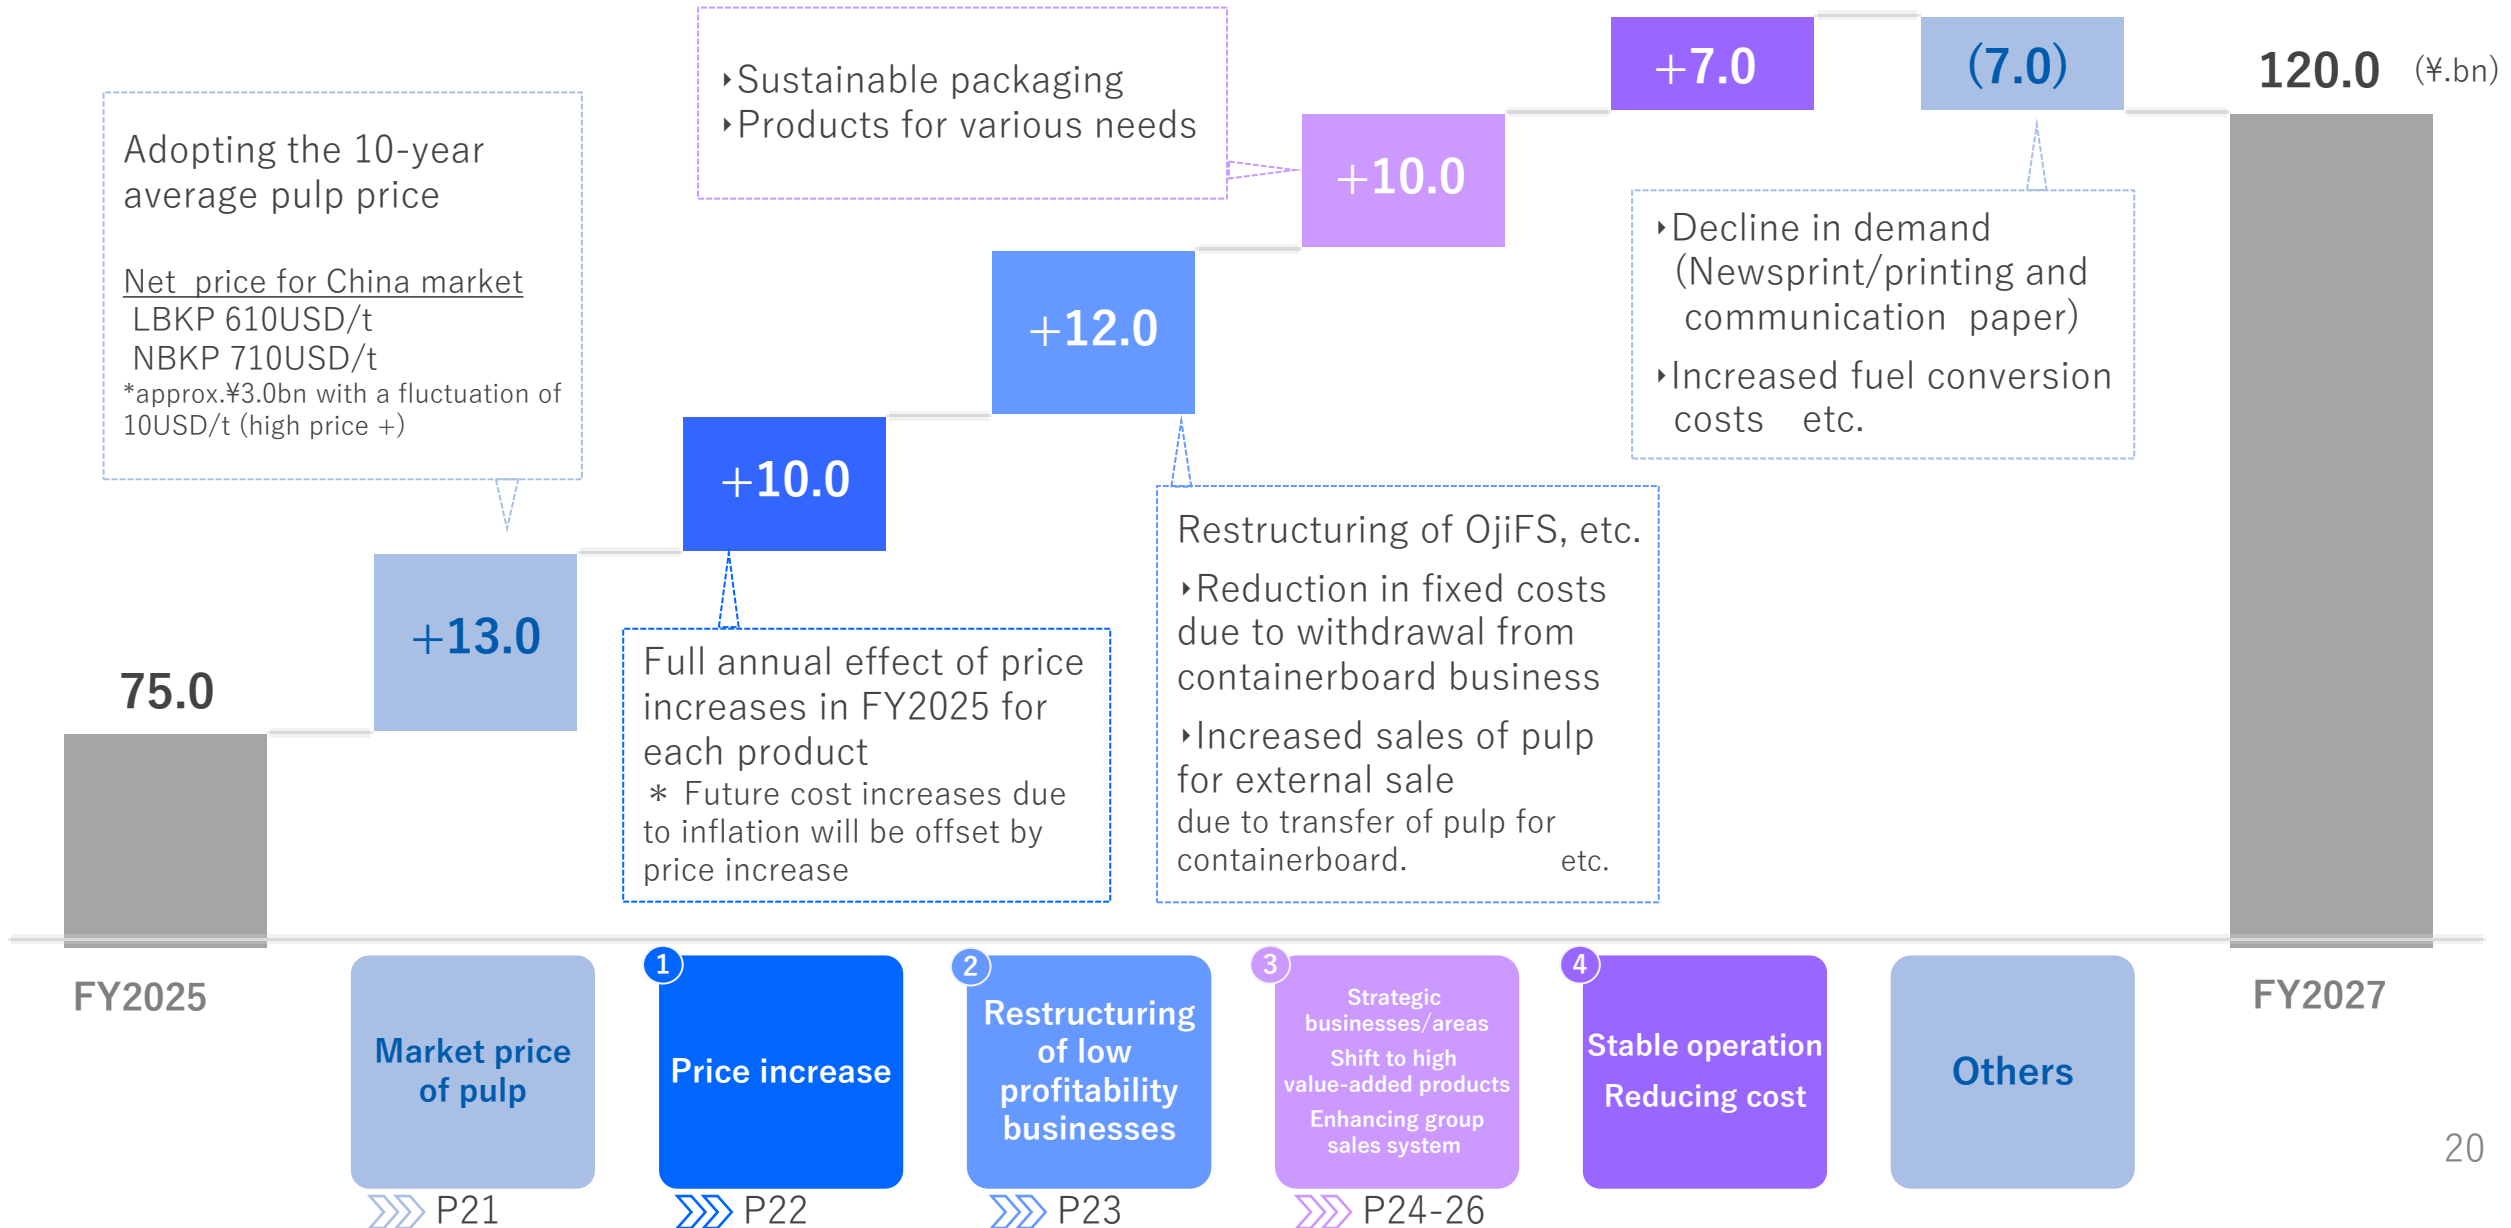 120.0 (¥.bn)
+7.0
(7.0)
‣Sustainable packaging
‣Products for various needs
+10.0
Adopting the 10-year
average pulp price
Net price for China market
LBKP 610USD/t
NBKP 710USD/t
*approx.¥3.0bn with a fluctuation of
10USD/t (high price +)
‣Decline in demand
(Newsprint/printing and
communication paper)
‣Increased fuel conversion
costs etc.
+12.0
+10.0
Restructuring of OjiFS, etc.
‣Reduction in fixed costs
due to withdrawal from
containerboard business
‣Increased sales of pulp
for external sale
due to transfer of pulp for
containerboard. etc.
+13.0
Full annual effect of price
increases in FY2025 for
each product
＊ Future cost increases due
to inflation will be offset by
price increase
75.0
FY2025
Market price
of pulp
P21
1
Price increase
P22
2
Restructuring
of low
profitability
businesses
P23
3
Strategic
businesses/areas
Shift to high
value-added products
Enhancing group
sales system
P24-26
4
Stable operation
Reducing cost
Others
FY2027
20